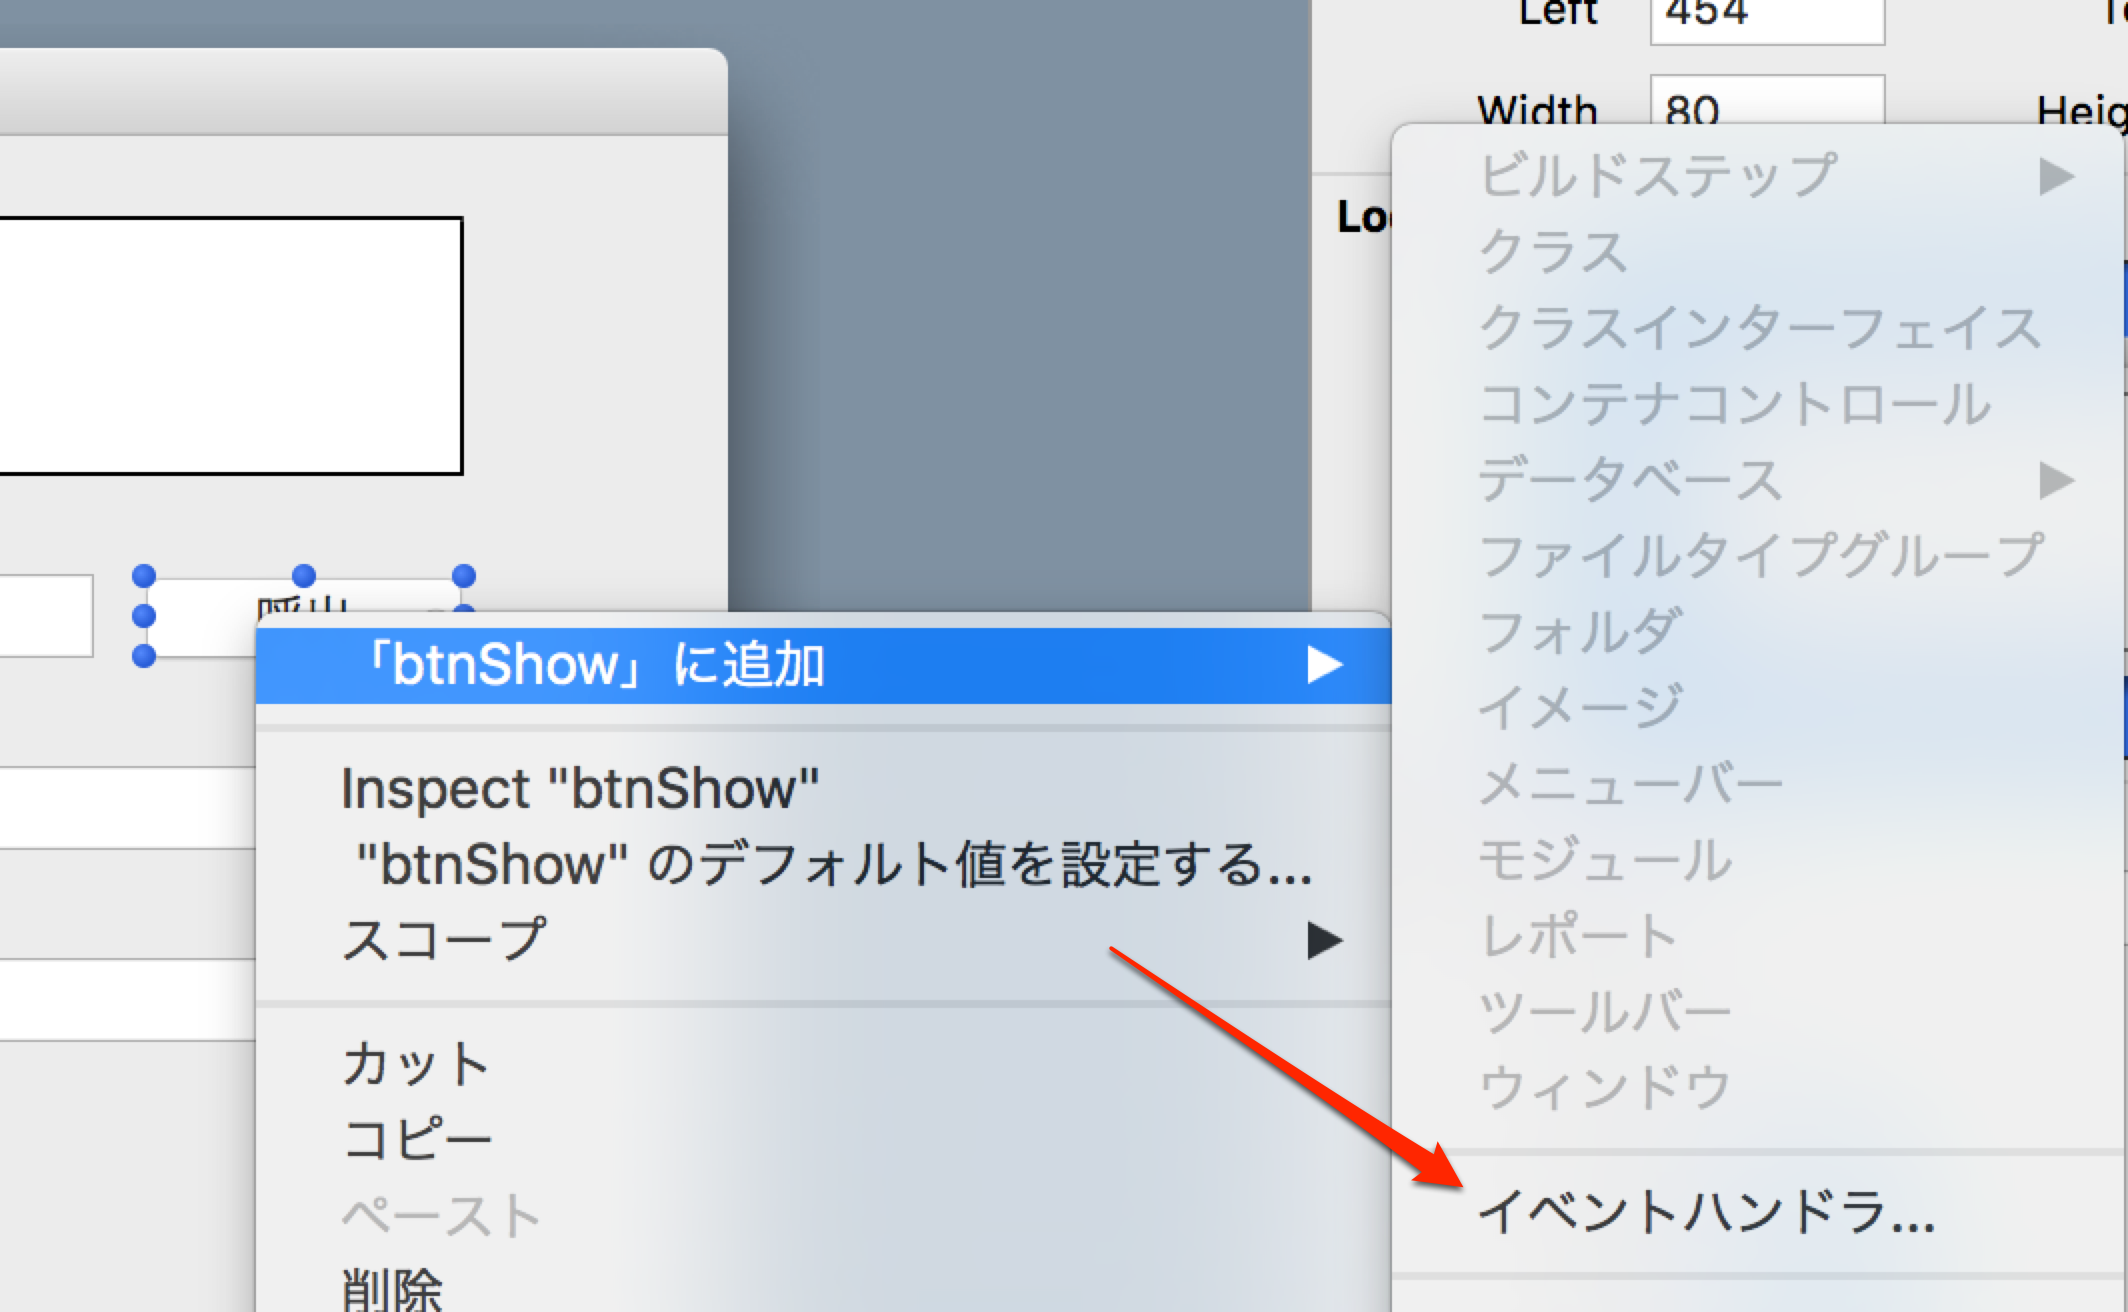 Left 454
Width 80
呼出
「btnShow」に追加
Inspect "btnShow"
"btnShow" のデフォルト値を設定する...
スコープ
カット
コピー
ペースト
削除
ビルドステップ
クラス
クラスインターフェイス
コンテナコントロール
データベース
ファイルタイプグループ
フォルダ
イメージ
メニューバー
モジュール
レポート
ツールバー
ウィンドウ
イベントハンドラ...